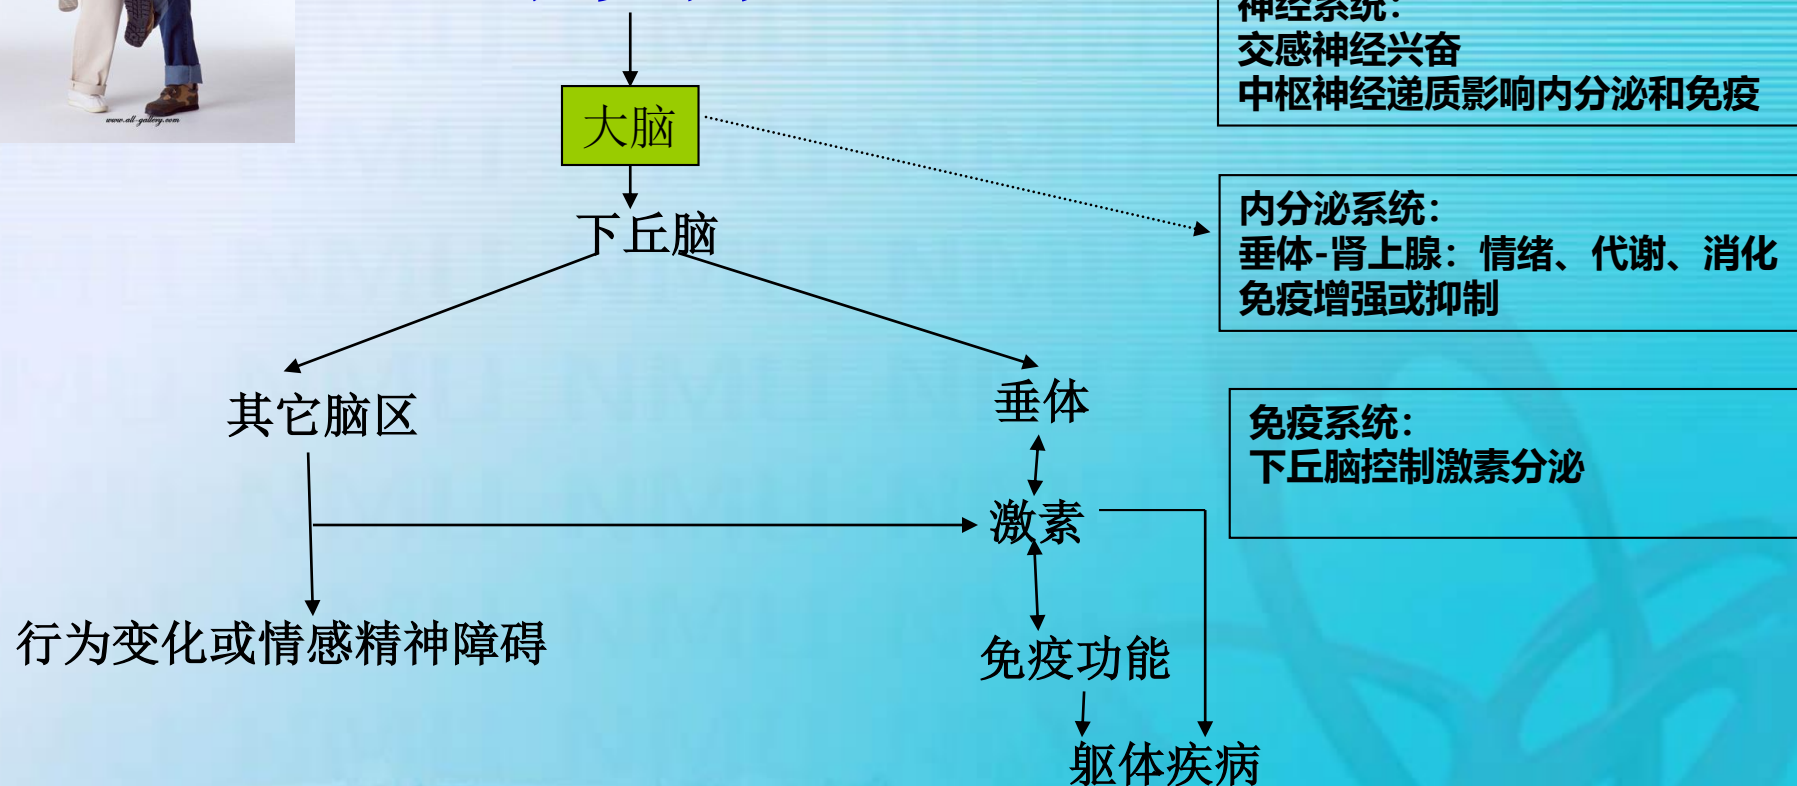 神经系统：
交感神经兴奋
中枢神经递质影响内分泌和免疫
www.all-gallery.com
大脑
下丘脑
内分泌系统：
垂体-肾上腺：情绪、代谢、消化
免疫增强或抑制
其它脑区
垂体
免疫系统：
下丘脑控制激素分泌
激素
行为变化或情感精神障碍
免疫功能
躯体疾病